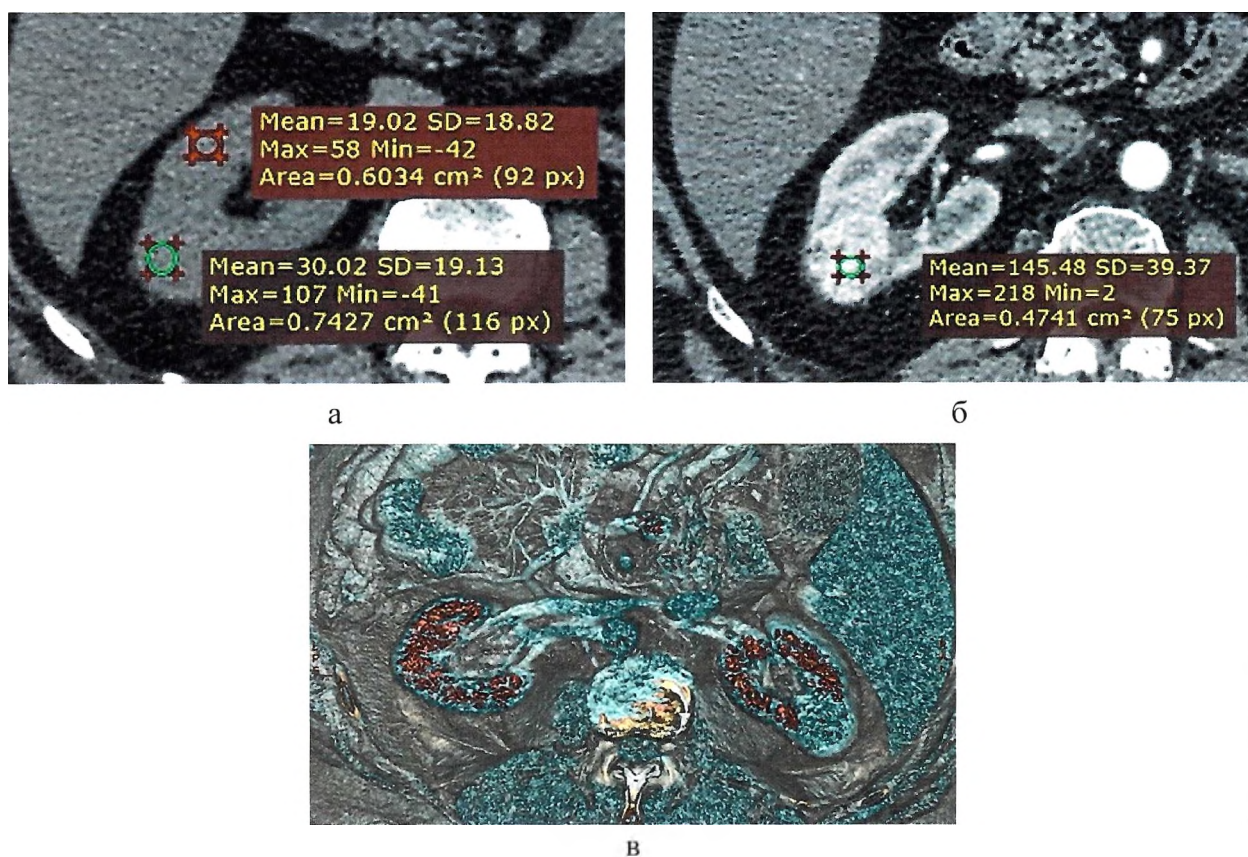 Mean=19.02 SD=18.82
Max=58 Min=-42
Area=0.6034 cm² (92 px)
Mean=30.02 SD=19.13
Max=107 Min=-41
Area=0.7427 cm² (116 px)
Mean=145.48 SD=39.37
Max=218 Min=2
Area=0.4741 cm² (75 px)
а
б
в